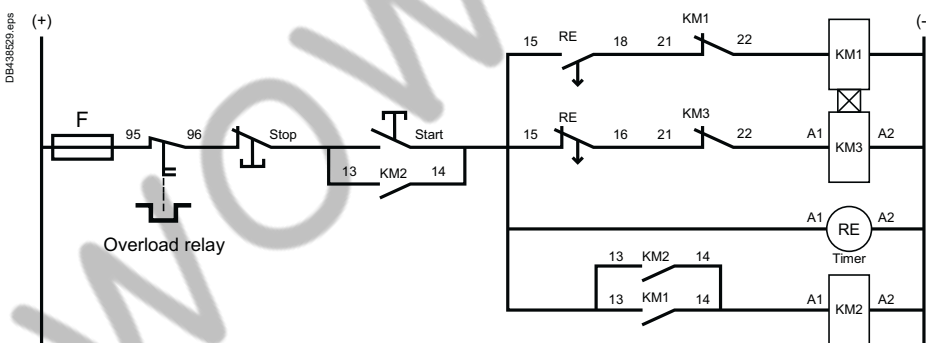 DB438529.eps
(+)
(-
15 RE 18 21 KM1 22 KM1
F
95 96 Stop Start
15 RE 16 21 KM3 22 A1 KM3 A2
13 KM2 14
Overload relay
A1 RE A2
Timer
13 KM2 14
13 KM1 14 A1 KM2 A2